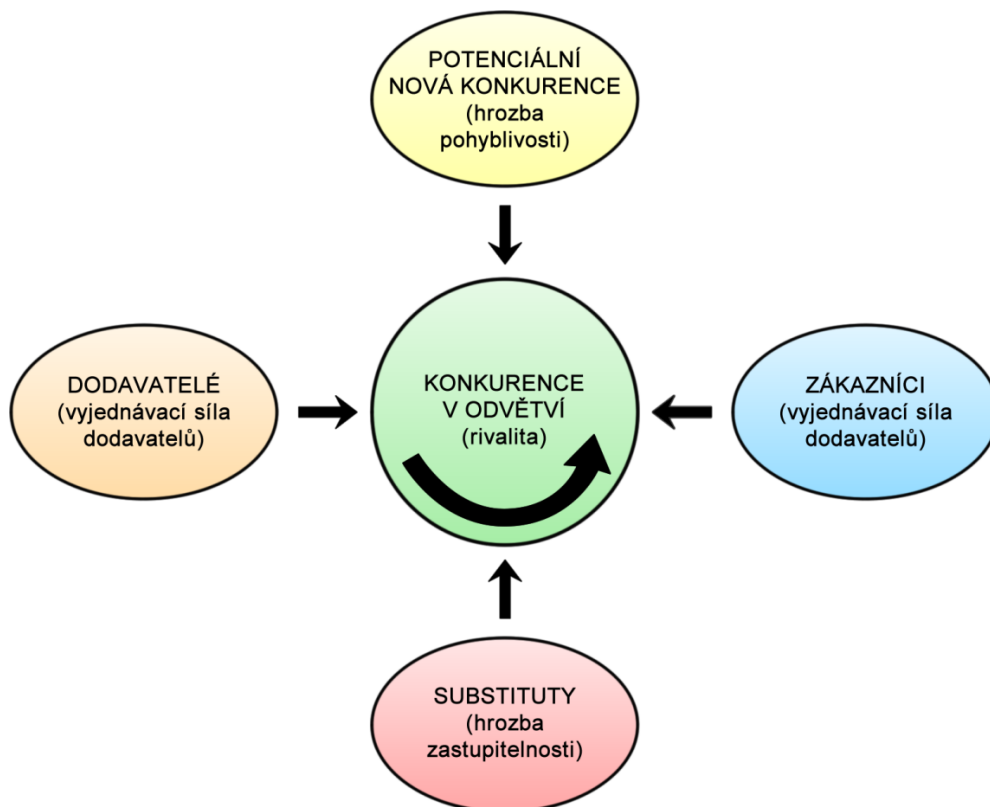 POTENCIÁLNÍ
NOVÁ KONKURENCE
(hrozba
pohyblivosti)
DODAVATELÉ
(vyjednávací síla
dodavatelů)
KONKURENCE
V ODVĚTVÍ
(rivalita)
ZÁKAZNÍCI
(vyjednávací síla
dodavatelů)
SUBSTITUTY
(hrozba
zastupitelnosti)